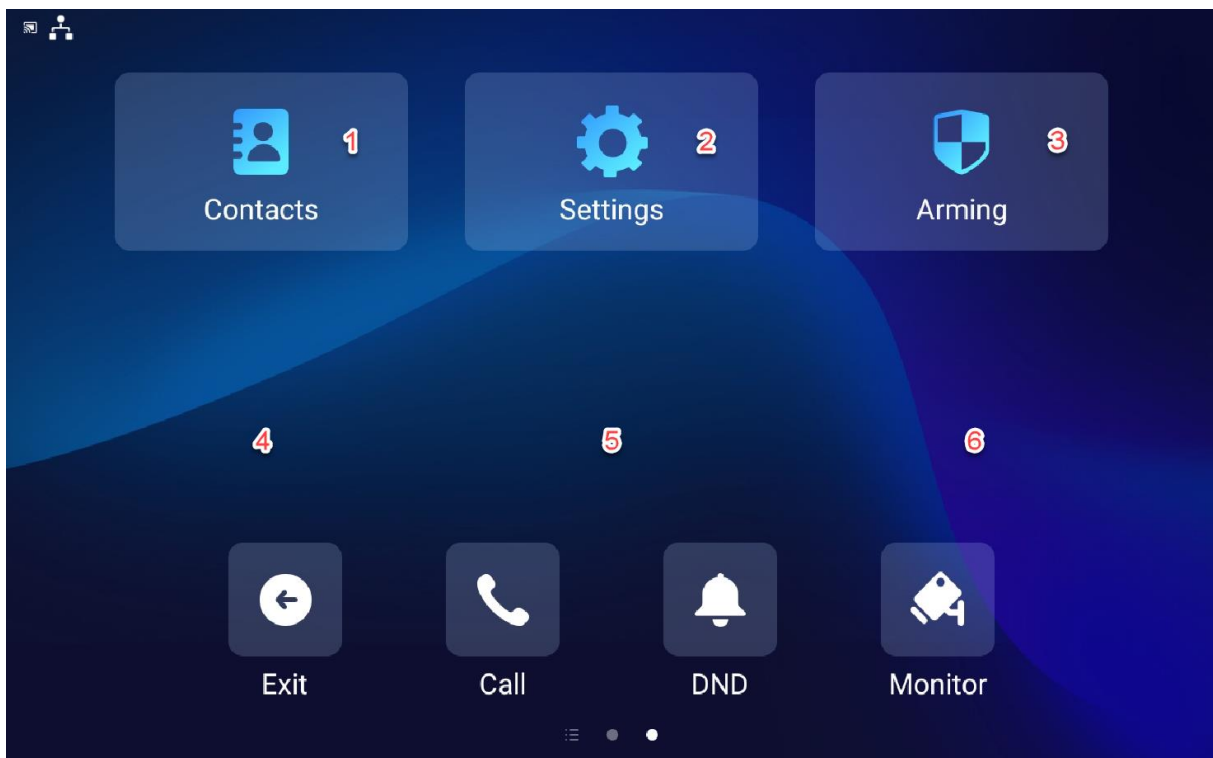 1
2
3
Contacts
Settings
Arming
4
5
6
Exit
Call
DND
Monitor